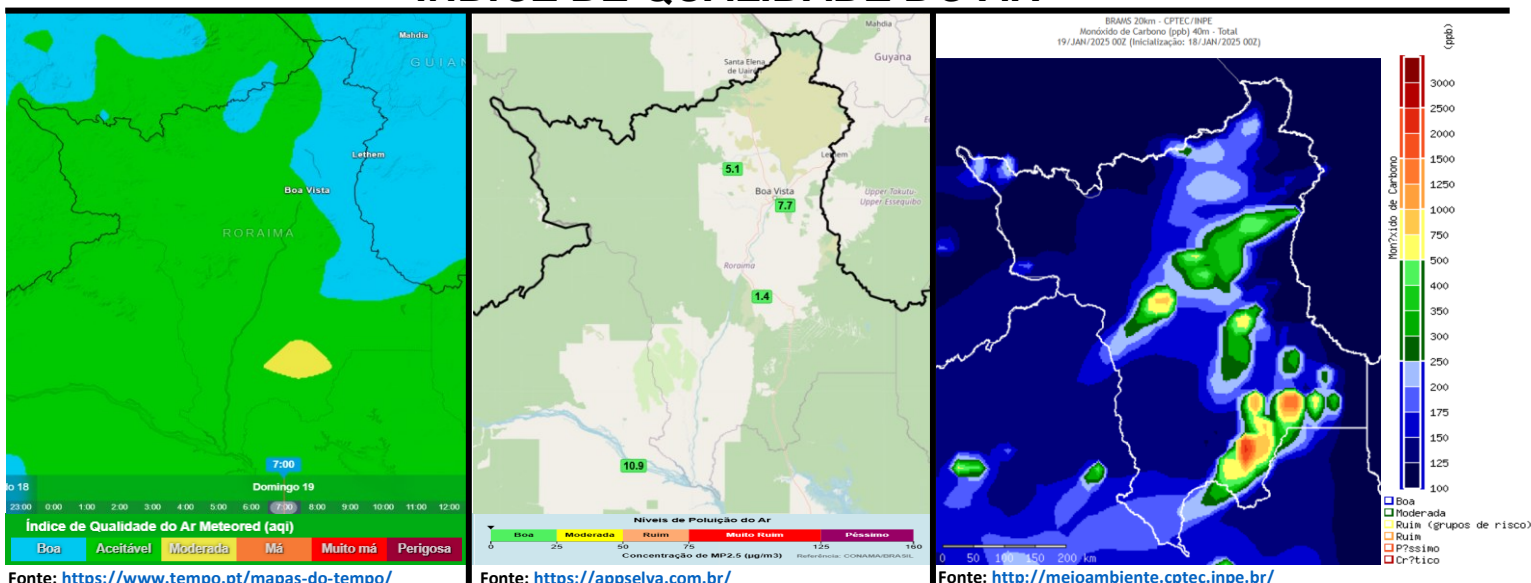 ÍNDICE DE QUALIDADE DO AR
Mahdia
GUIAN
Lethem
Boa Vista
RORAIMA
7:00
lo 18
Domingo 19
23:00 0:00 1:00 2:00 3:00 4:00 5:00 6:00 7:00 8:00 9:00 10:00 11:00 12:00
Índice de Qualidade do Ar Meteored (aqi)
Boa Aceitável Moderada Má Muito má Perigosa
Fonte: https://www.tempo.pt/mapas-do-tempo/
Mahdia
Santa Elena
de Uairé
Guyana
5.1
Boa Vista
7.7
Upper Takutu-
Upper Essequibo
Roraima
1.4
10.9
Níveis de Poluição do Ar
Boa Moderada Ruim Muito Ruim Péssimo
0 25 50 75 125 160
Concentração de MP2.5 (µg/m3) Referência: CONAMA/BRASIL
Fonte: https://appselva.com.br/
BRAMS 20km - CPTEC/INPE
Monóxido de Carbono (ppb) 40m - Total
19/JAN/2025 00Z (Inicialização: 18/JAN/2025 00Z)
(ppb)
Mon?xido de Carbono
3000
2500
2000
1500
1250
1000
750
500
400
350
300
250
200
175
150
125
100
Boa
Moderada
Ruim (grupos de risco)
Ruim
P?ssimo
Cr?tico
0 50 100 150 200 km
Fonte: http://meioambiente.cptec.inpe.br/